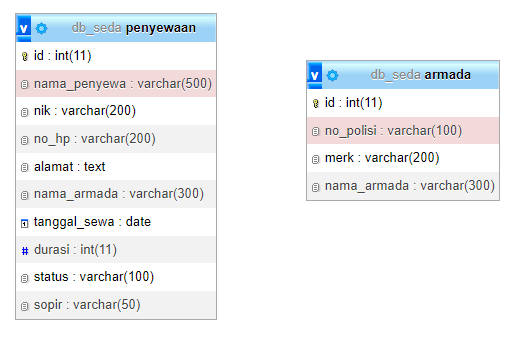 db_seda penyewaan
id : int(11)
nama_penyewa : varchar(500)
nik : varchar(200)
no_hp : varchar(200)
alamat : text
nama_armada : varchar(300)
tanggal_sewa : date
# durasi : int(11)
status : varchar(100)
sopir : varchar(50)
db_seda armada
id : int(11)
no_polisi : varchar(100)
merk : varchar(200)
nama_armada : varchar(300)